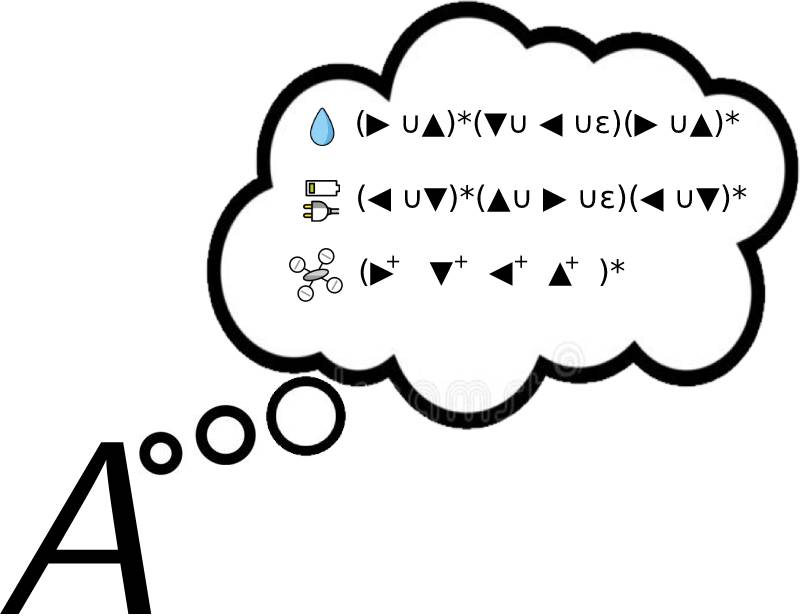 (▶ ∪▲)*(▼∪ ◀ ∪ε)(▶ ∪▲)*
(◀ ∪▼)*(▲∪ ▶ ∪ε)(◀ ∪▼)*
(▶⁺ ▼⁺ ◀⁺ ▲⁺ )*
A